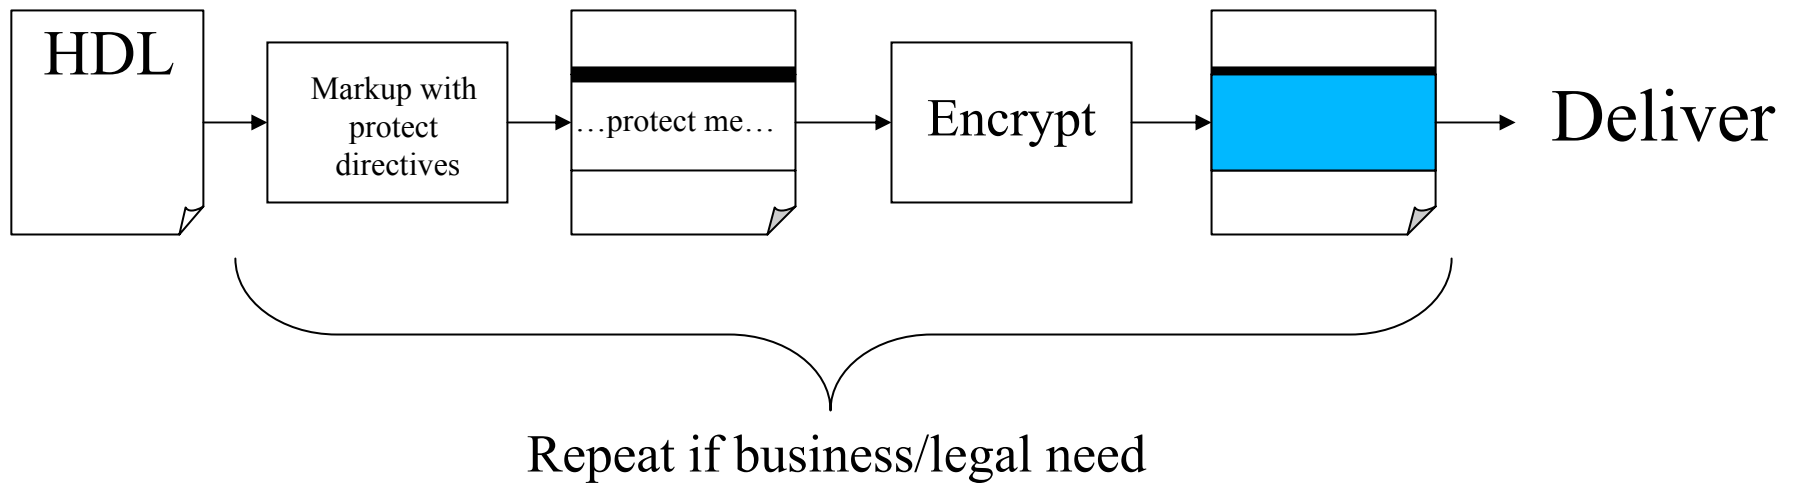 HDL
Markup with
protect
directives
…protect me…
Encrypt
Deliver
Repeat if business/legal need